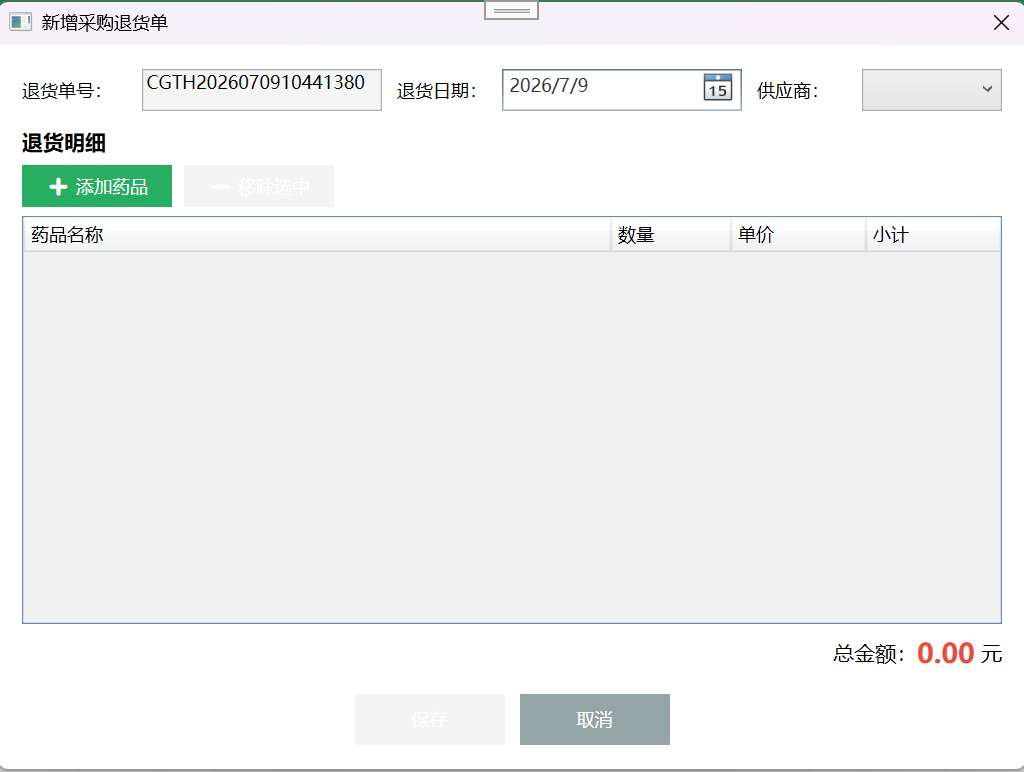 新增采购退货单
退货单号： CGTH2026070910441380 退货日期： 2026/7/9 15 供应商：
退货明细
添加药品 移除选中
药品名称 数量 单价 小计
总金额：0.00 元
保存 取消